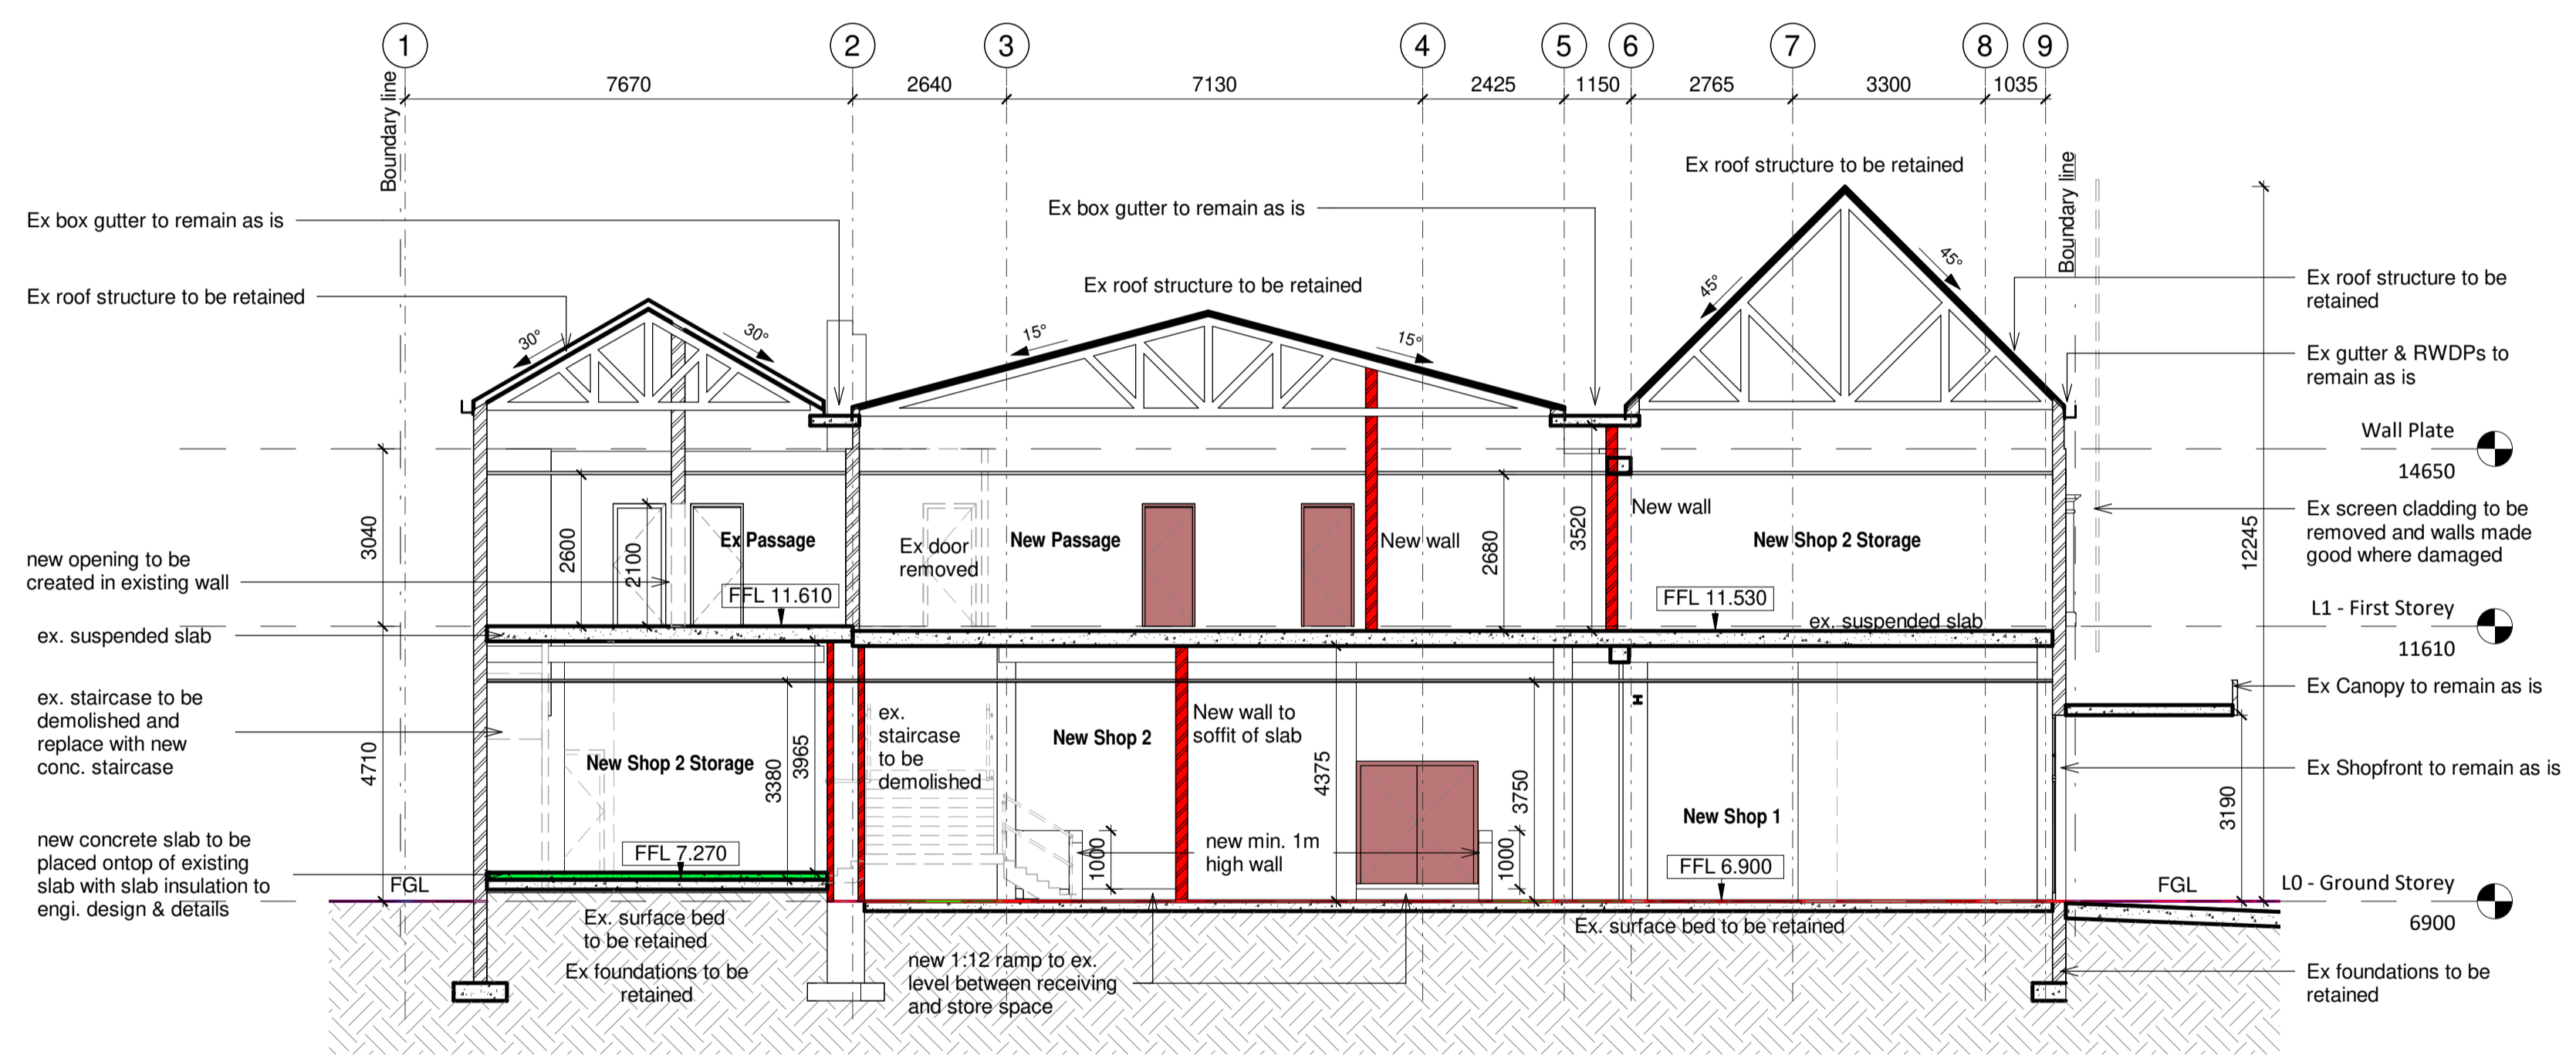 1 2 3 4 5 6 7 8 9
7670 2640 7130 2425 1150 2765 3300 1035
Boundary line
Boundary line
Ex roof structure to be retained
Ex box gutter to remain as is
Ex box gutter to remain as is
Ex roof structure to be retained
Ex roof structure to be retained
30° 30° 15° 15° 45° 45°
Ex roof structure to be
retained
Ex gutter & RWDPs to
remain as is
Wall Plate
14650
Ex screen cladding to be
removed and walls made
good where damaged
L1 - First Storey
11610
Ex Canopy to remain as is
Ex Shopfront to remain as is
L0 - Ground Storey
6900
Ex foundations to be
retained
new opening to be
created in existing wall
ex. suspended slab
ex. staircase to be
demolished and
replace with new
conc. staircase
new concrete slab to be
placed ontop of existing
slab with slab insulation to
engi. design & details
3040
4710
2600
2100
Ex Passage
FFL 11.610
Ex door
removed
New Passage
New wall
2680
3520
New wall
New Shop 2 Storage
FFL 11.530
ex. suspended slab
12245
New Shop 2 Storage
3380
3965
FFL 7.270
ex.
staircase
to be
demolished
New Shop 2
New wall to
soffit of slab
1000
new min. 1m
high wall
4375
1000
3750
New Shop 1
FFL 6.900
3190
FGL
FGL
Ex. surface bed
to be retained
Ex foundations to be
retained
new 1:12 ramp to ex.
level between receiving
and store space
Ex. surface bed to be retained